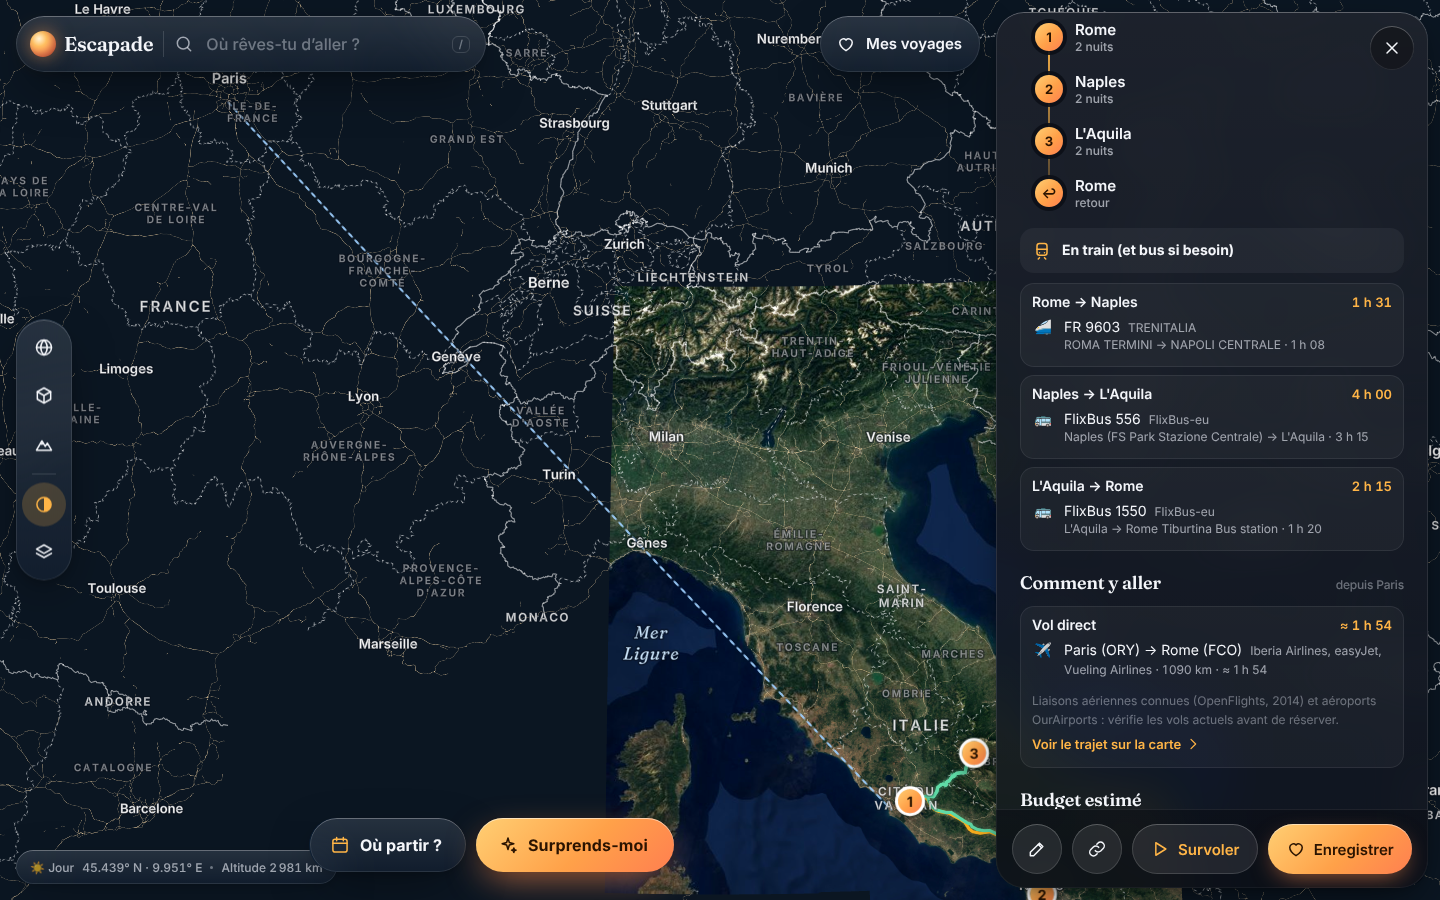 Le Havre
LUXEMBOURG
TCHÉQUIE
Escapade
Où rêves-tu d'aller ?
/
Mes voyages
SARRE
Nuremberg
Paris
ÎLE-DE-
FRANCE
Stuttgart
BAVIÈRE
Strasbourg
GRAND EST
Munich
PAYS DE
LA LOIRE
CENTRE-VAL
DE LOIRE
Zurich
SALZBOURG
BOURGOGNE-
FRANCHE-
COMTÉ
Berne
LIECHTENSTEIN
TYROL
FRANCE
SUISSE
TRENTIN
HAUT-ADIGE
Genève
FRIOUL-VÉNÉTIE
JULIENNE
Limoges
Lyon
VALLÉE
D'AOSTE
AUVERGNE-
RHÔNE-ALPES
Milan
Venise
Turin
Gênes
ÉMILIE-
ROMAGNE
PROVENCE-
ALPES-CÔTE
D'AZUR
Toulouse
MONACO
SAINT-
MARIN
Florence
Marseille
Mer
Ligure
TOSCANE
MARCHES
OMBRIE
ANDORRE
ITALIE
CATALOGNE
3
1
2
Barcelone
Où partir ?
Surprends-moi
Jour 45.439° N · 9.951° E · Altitude 2 981 km
1
Rome
2 nuits
2
Naples
2 nuits
3
L'Aquila
2 nuits
Rome
retour
En train (et bus si besoin)
Rome → Naples 1 h 31
FR 9603 TRENITALIA
ROMA TERMINI → NAPOLI CENTRALE · 1 h 08
Naples → L'Aquila 4 h 00
FlixBus 556 FlixBus-eu
Naples (FS Park Stazione Centrale) → L'Aquila · 3 h 15
L'Aquila → Rome 2 h 15
FlixBus 1550 FlixBus-eu
L'Aquila → Rome Tiburtina Bus station · 1 h 20
Comment y aller depuis Paris
Vol direct ≈ 1 h 54
Paris (ORY) → Rome (FCO) Iberia Airlines, easyJet,
Vueling Airlines · 1 090 km · ≈ 1 h 54
Liaisons aériennes connues (OpenFlights, 2014) et aéroports
OurAirports : vérifie les vols actuels avant de réserver.
Voir le trajet sur la carte
Budget estimé
Survoler
Enregistrer